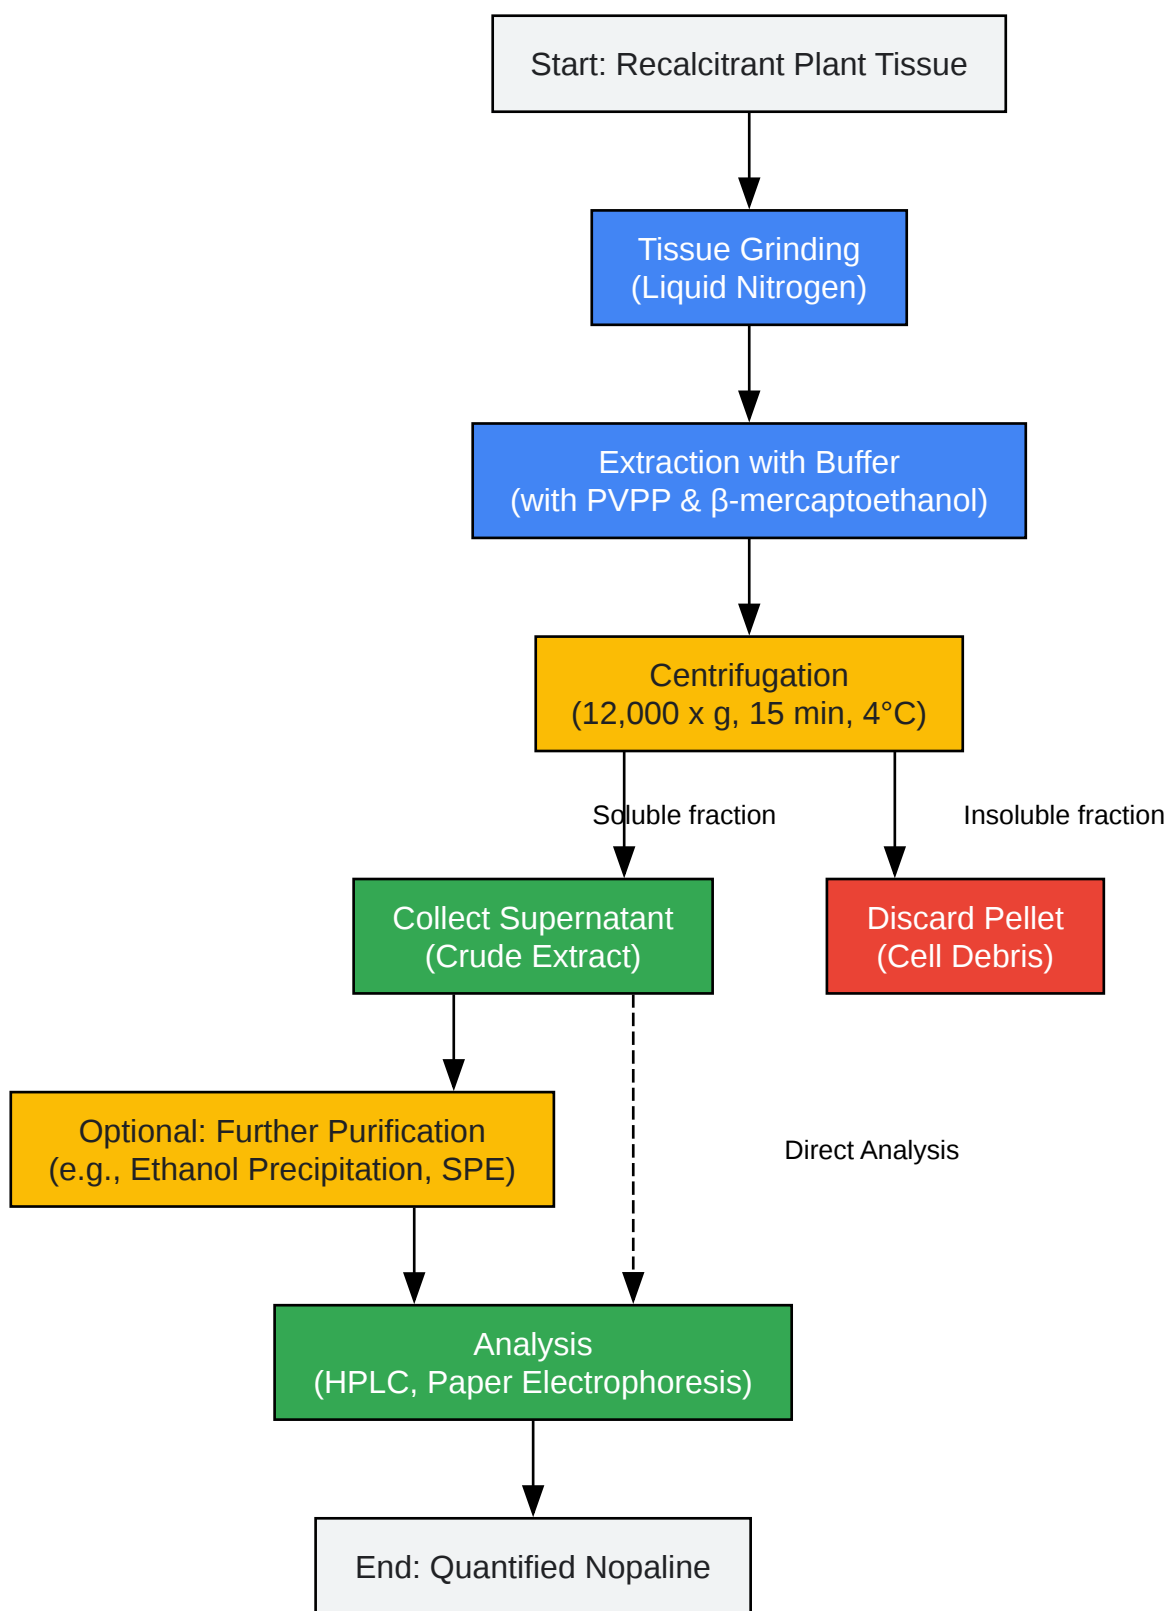 Start: Recalcitrant Plant Tissue
Tissue Grinding
(Liquid Nitrogen)
Extraction with Buffer
(with PVPP & β-mercaptoethanol)
Centrifugation
(12,000 x g, 15 min, 4°C)
Soluble fraction
Insoluble fraction
Collect Supernatant
(Crude Extract)
Discard Pellet
(Cell Debris)
Optional: Further Purification
(e.g., Ethanol Precipitation, SPE)
Direct Analysis
Analysis
(HPLC, Paper Electrophoresis)
End: Quantified Nopaline